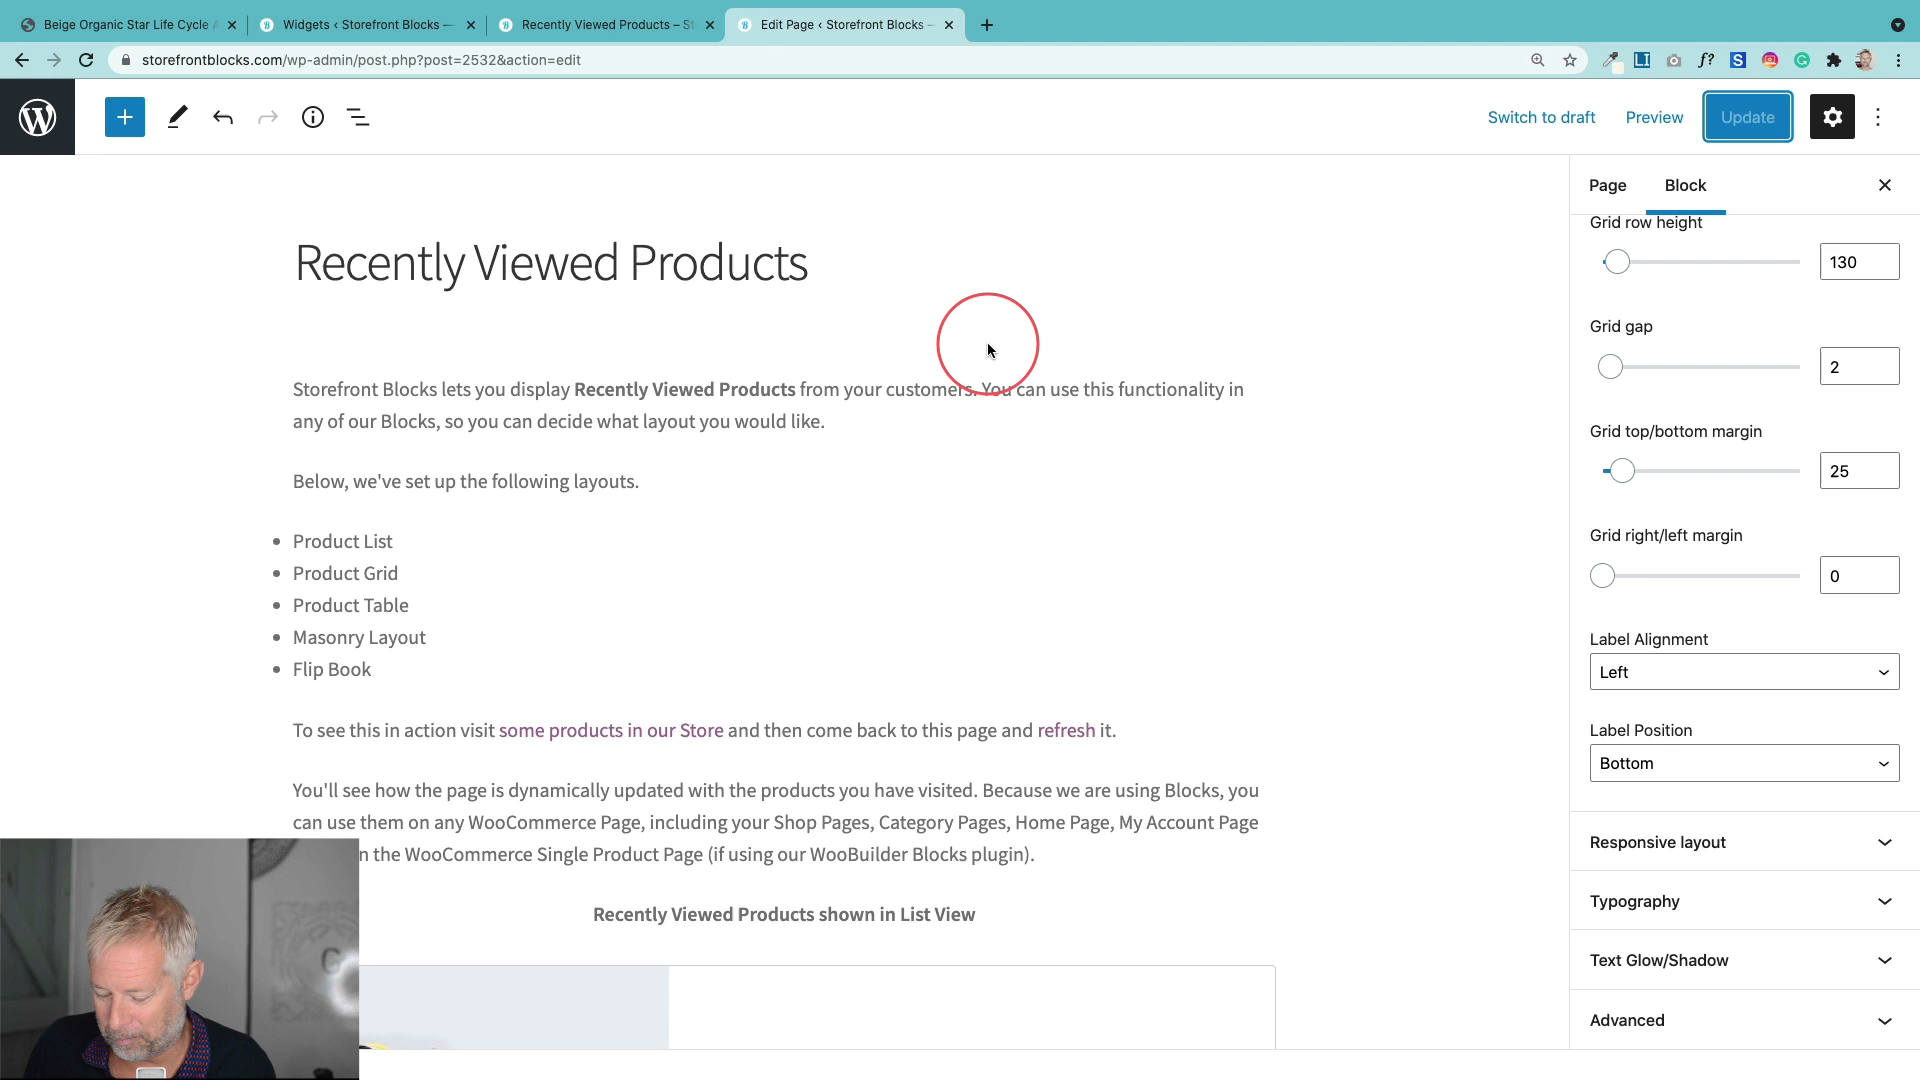 Beige Organic Star Life Cycle
Widgets ‹ Storefront Blocks —
Recently Viewed Products –
Edit Page ‹ Storefront Blocks –
storefrontblocks.com/wp-admin/post.php?post=2532&action=edit
Switch to draft
Preview
Update
Page
Block
Grid row height
130
Grid gap
2
Grid top/bottom margin
25
Grid right/left margin
0
Label Alignment
Left
Label Position
Bottom
Responsive layout
Typography
Text Glow/Shadow
Advanced
Recently Viewed Products
Storefront Blocks lets you display Recently Viewed Products from your customers. You can use this functionality in
any of our Blocks, so you can decide what layout you would like.
Below, we've set up the following layouts.
• Product List
• Product Grid
• Product Table
• Masonry Layout
• Flip Book
To see this in action visit some products in our Store and then come back to this page and refresh it.
You'll see how the page is dynamically updated with the products you have visited. Because we are using Blocks, you
can use them on any WooCommerce Page, including your Shop Pages, Category Pages, Home Page, My Account Page
the WooCommerce Single Product Page (if using our WooBuilder Blocks plugin).
Recently Viewed Products shown in List View